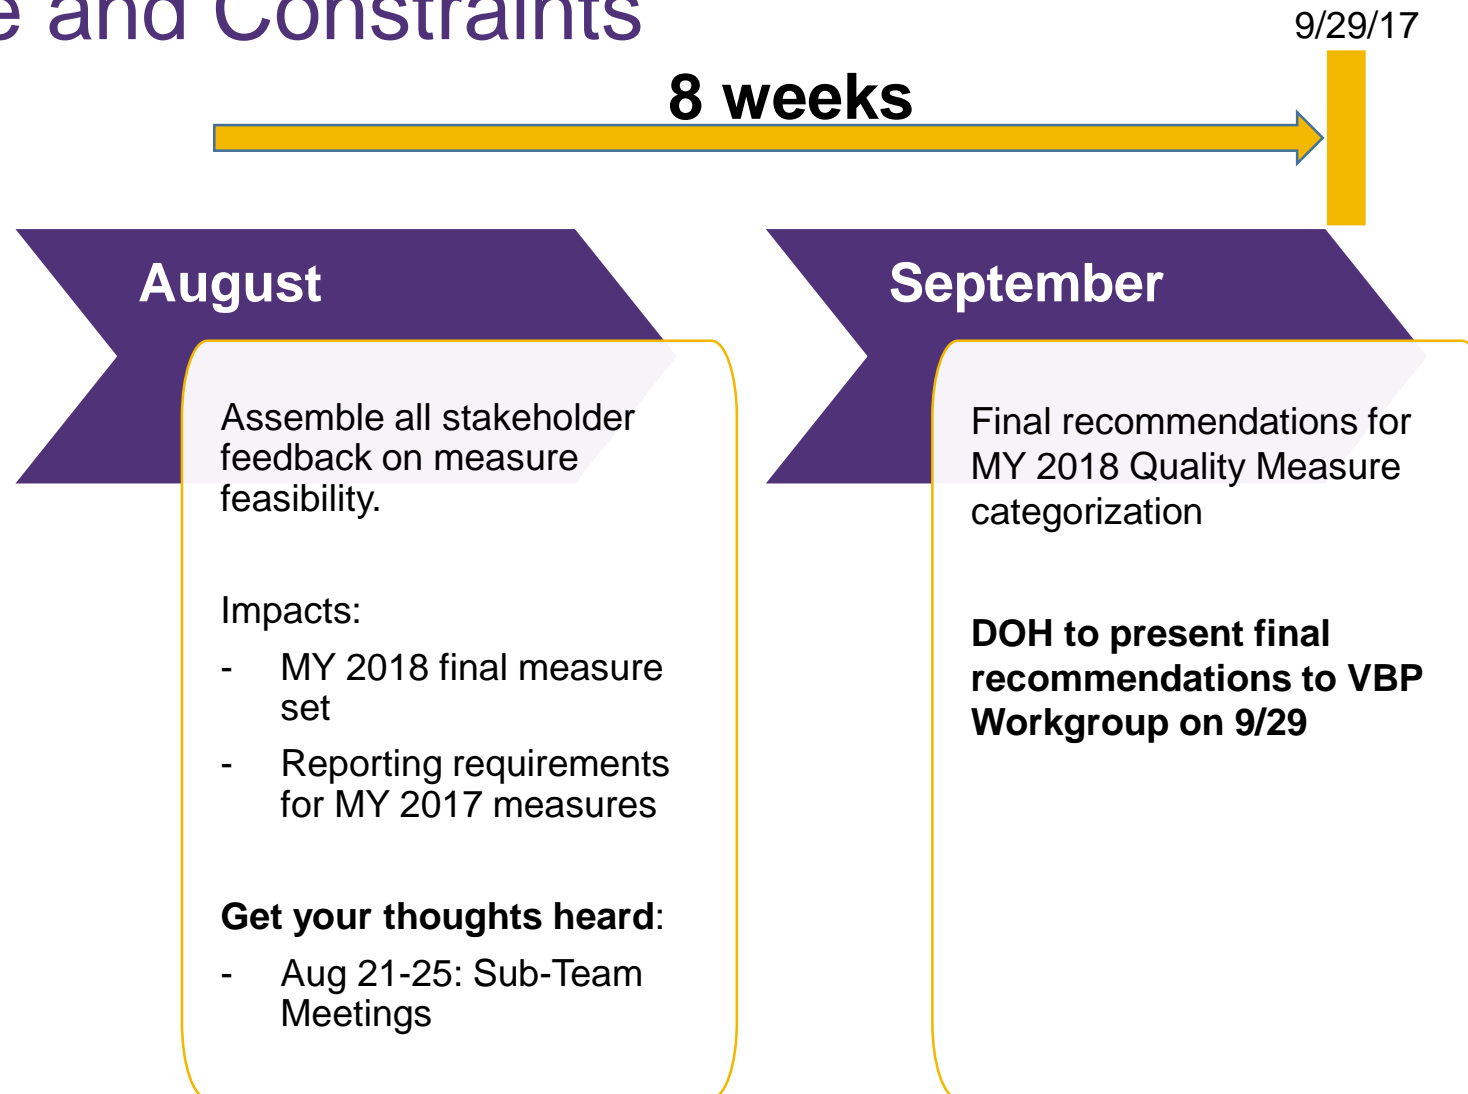 e and Constraints
9/29/17
8 weeks
August
Assemble all stakeholder
feedback on measure
feasibility.
Impacts:
- MY 2018 final measure
set
- Reporting requirements
for MY 2017 measures
Get your thoughts heard:
- Aug 21-25: Sub-Team
Meetings
September
Final recommendations for
MY 2018 Quality Measure
categorization
DOH to present final
recommendations to VBP
Workgroup on 9/29